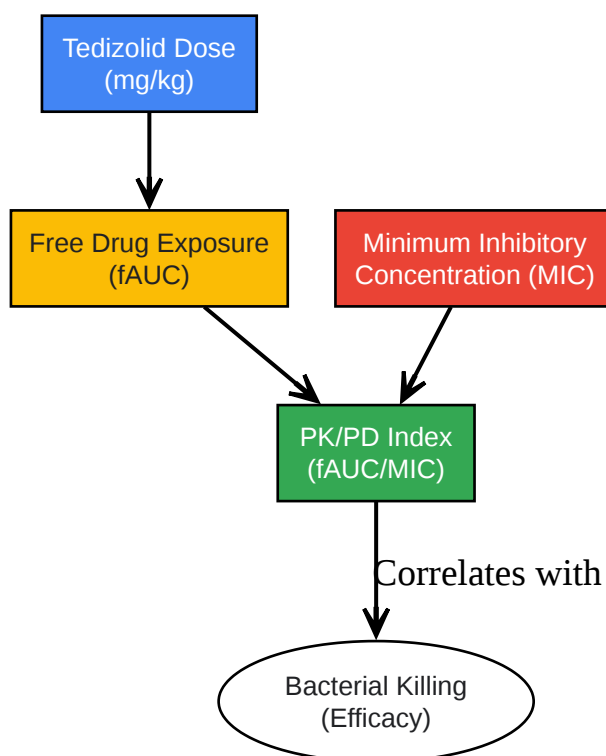 Tedizolid Dose
(mg/kg)
Free Drug Exposure
(fAUC)
Minimum Inhibitory
Concentration (MIC)
PK/PD Index
(fAUC/MIC)
Correlates with
Bacterial Killing
(Efficacy)